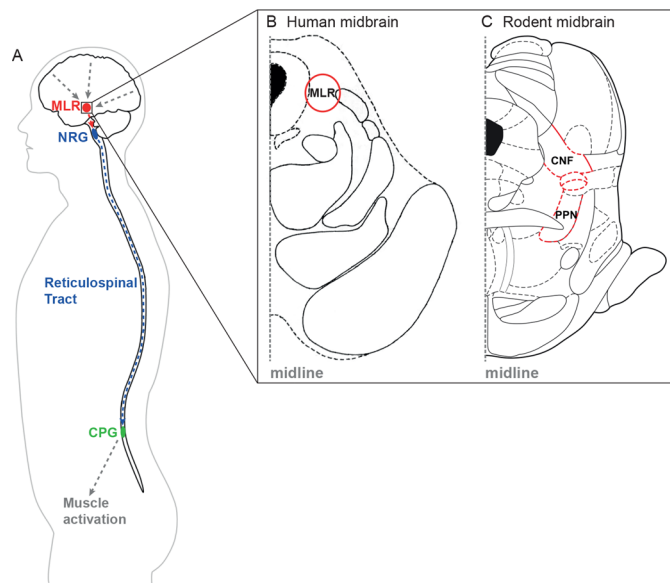 A
B Human midbrain
C Rodent midbrain
MLR
NRG
Reticulospinal
Tract
CPG
Muscle
activation
MLR
midline
CNF
PPN
midline